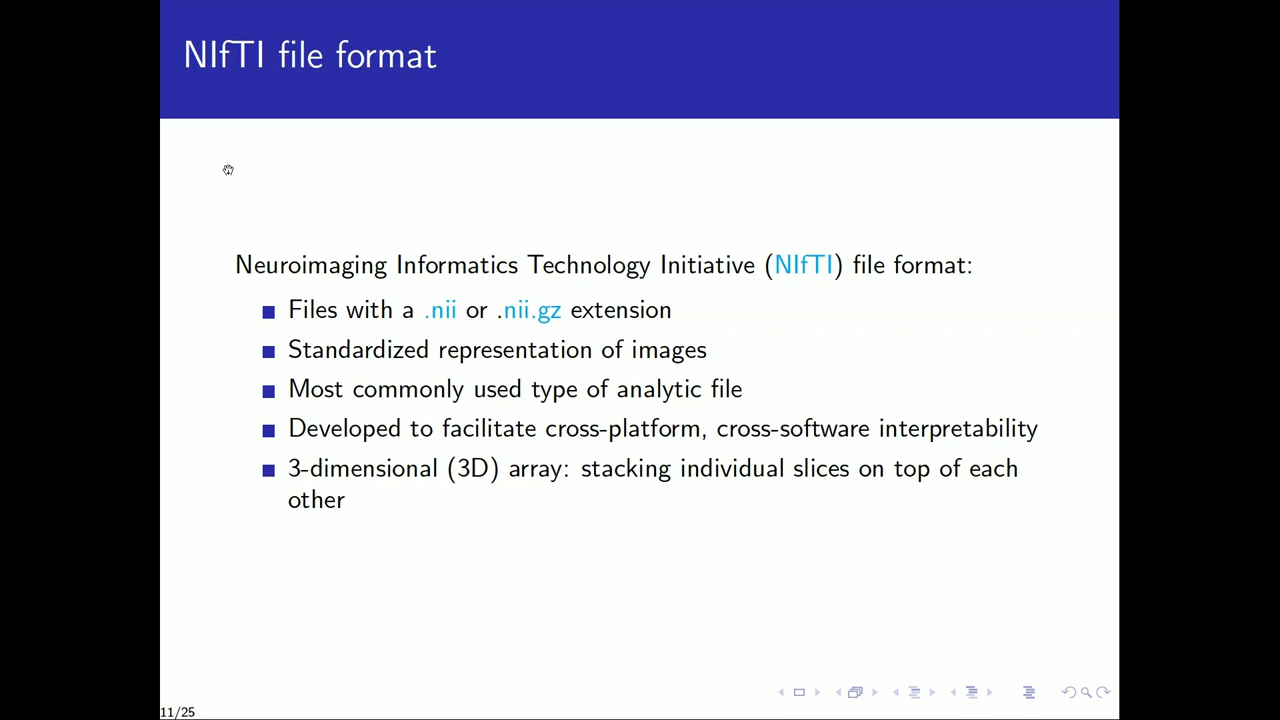 NIfTI file format
Neuroimaging Informatics Technology Initiative (NIfTI) file format:
Files with a .nii or .nii.gz extension
Standardized representation of images
Most commonly used type of analytic file
Developed to facilitate cross-platform, cross-software interpretability
3-dimensional (3D) array: stacking individual slices on top of each
other
11/25